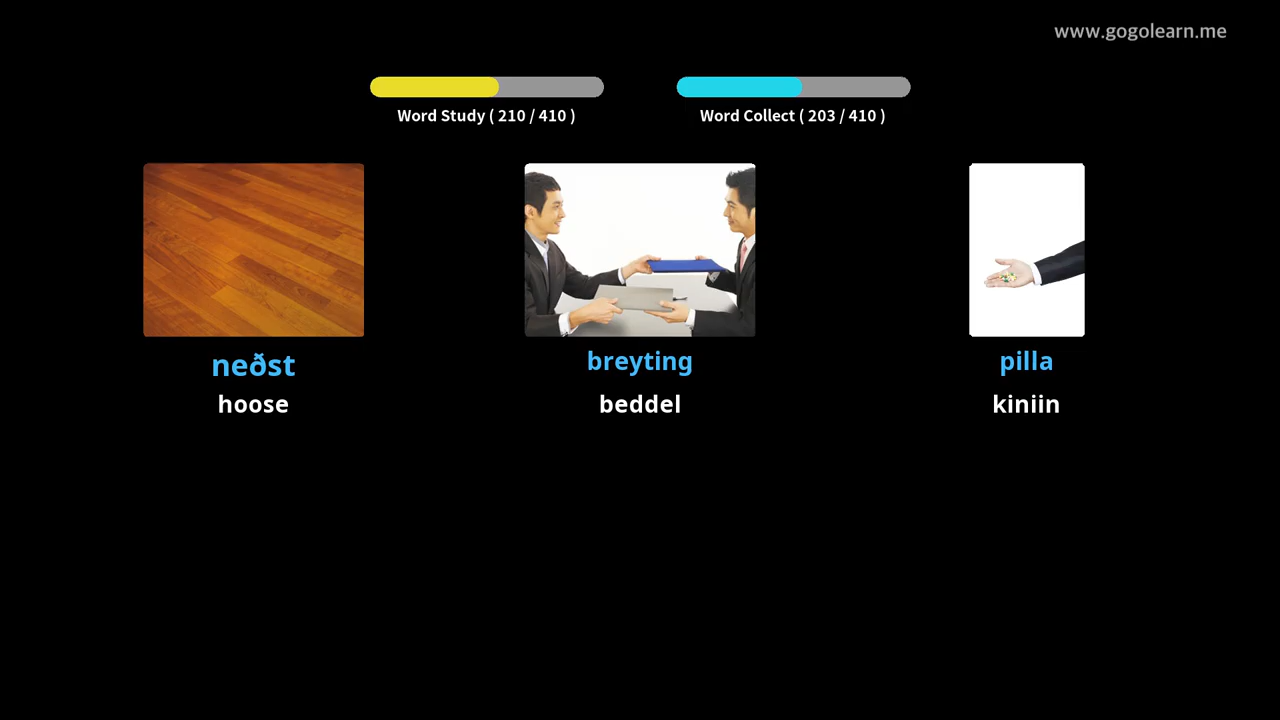 www.gogolearn.me
Word Study ( 210 / 410 )
Word Collect ( 203 / 410 )
neðst
breyting
pilla
hoose
beddel
kiniin